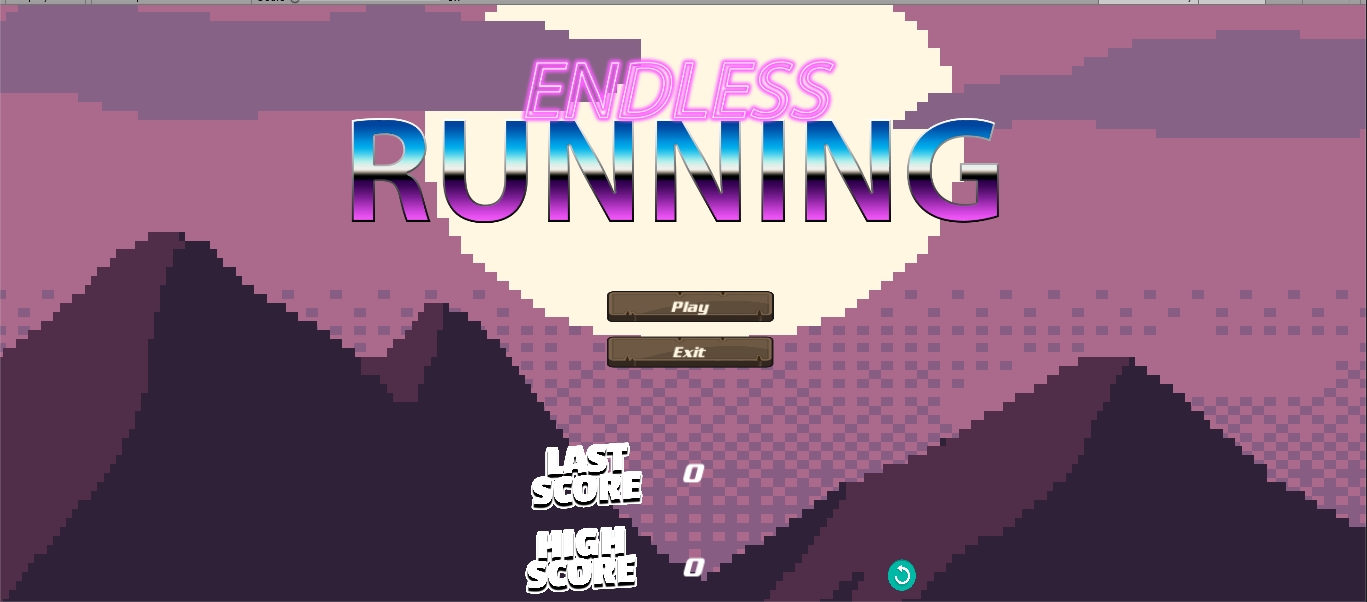 ENDLESS
RUNNING
Play
Exit
LAST
SCORE
0
HIGH
SCORE
0